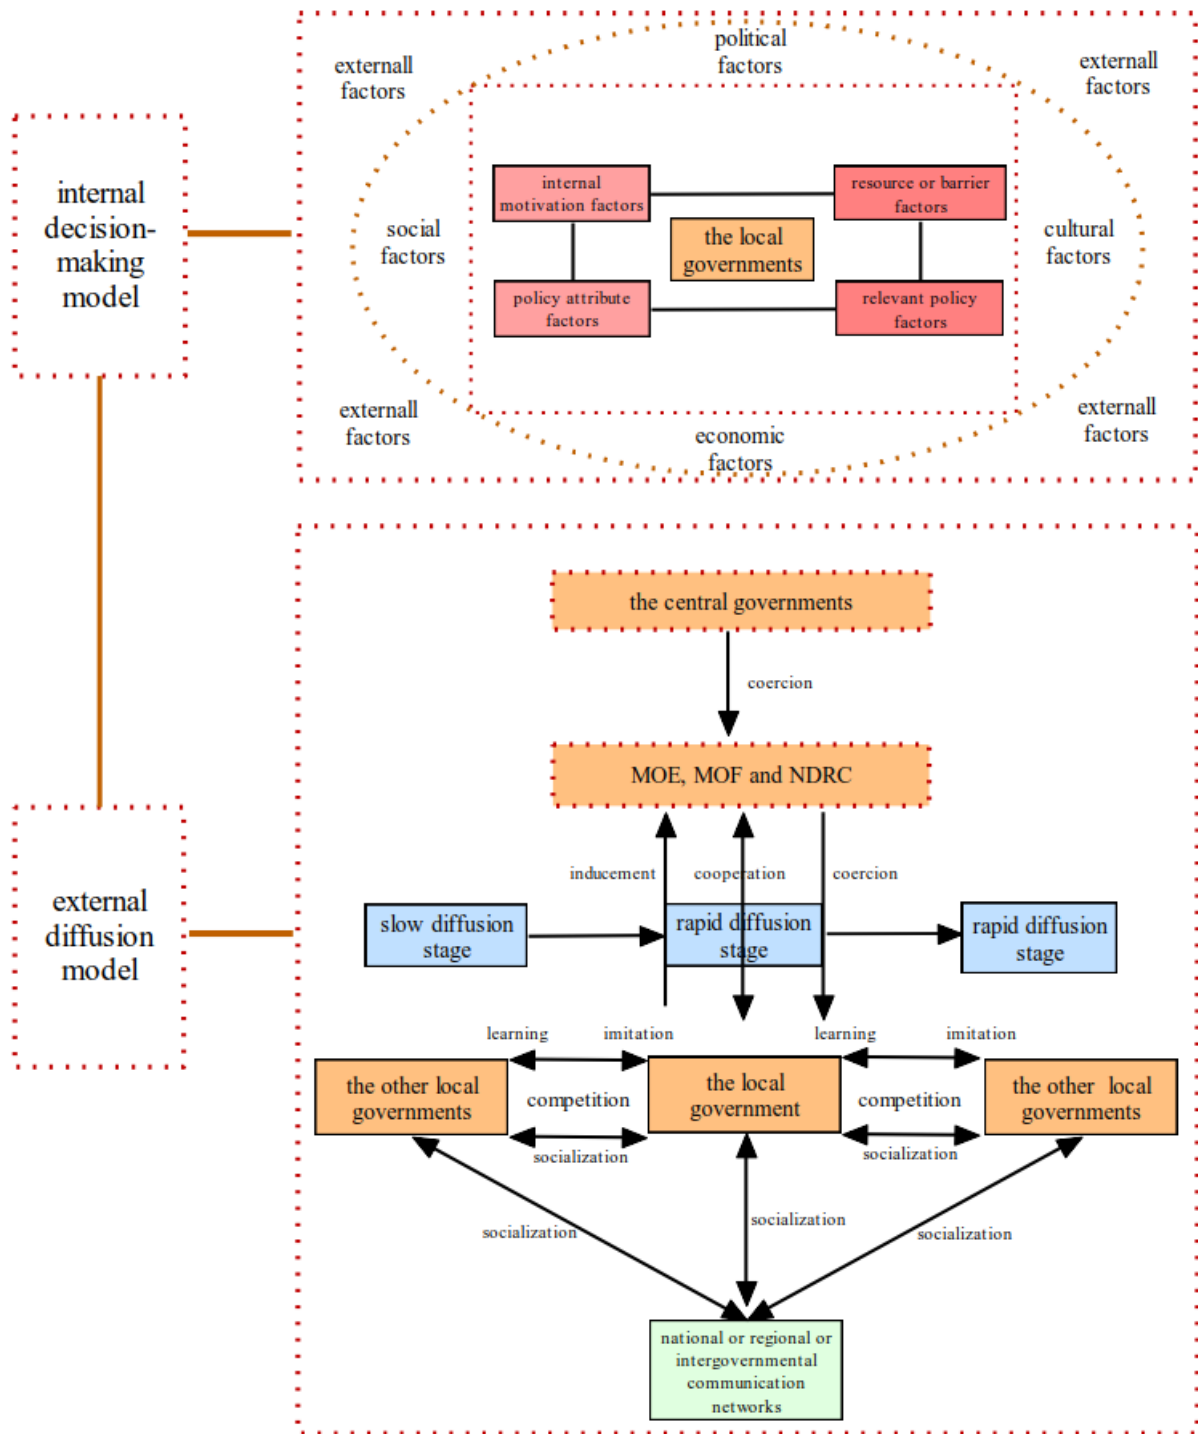 internal
decision-
making
model
externall
factors
political
factors
externall
factors
internal
motivation factors
resource or barrier
factors
social
factors
the local
governments
cultural
factors
policy attribute
factors
relevant policy
factors
externall
factors
economic
factors
externall
factors
external
diffusion
model
the central governments
coercion
MOE, MOF and NDRC
inducement
cooperation
coercion
slow diffusion
stage
rapid diffusion
stage
rapid diffusion
stage
learning
imitation
learning
imitation
the other local
governments
competition
the local
government
competition
the other local
governments
socialization
socialization
socialization
socialization
socialization
national or regional or
intergovernmental
communication
networks